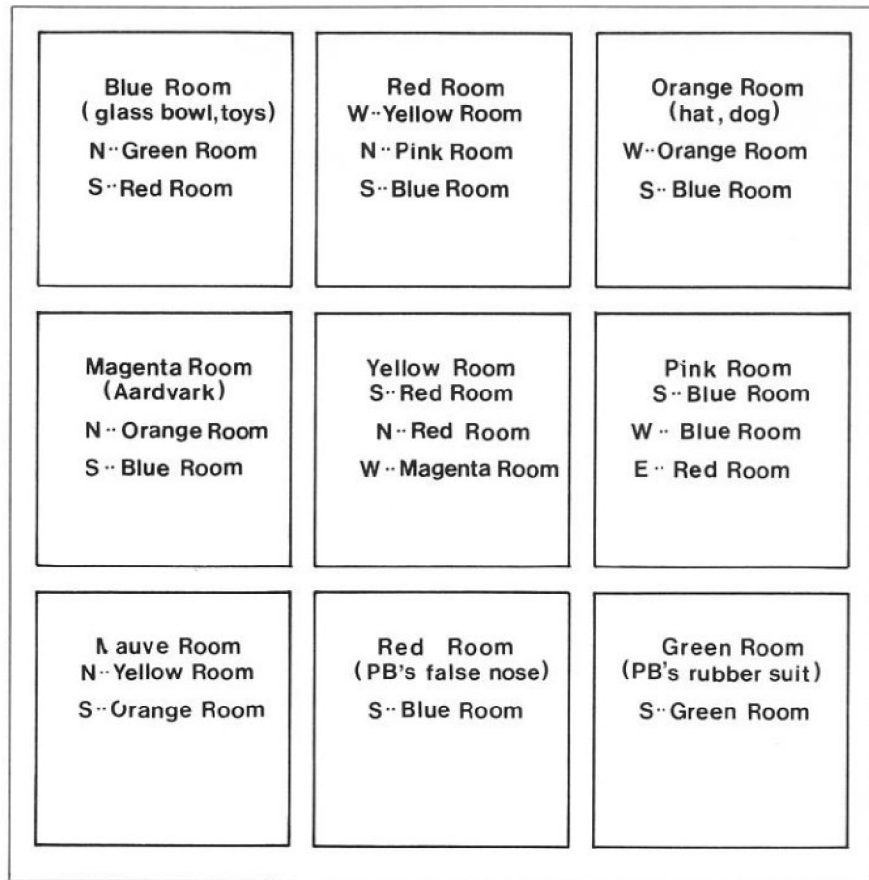 Blue Room
(glass bowl, toys)
N··Green Room
S··Red Room
Red Room
W··Yellow Room
N··Pink Room
S··Blue Room
Orange Room
(hat, dog)
W··Orange Room
S··Blue Room
Magenta Room
(Aardvark)
N··Orange Room
S··Blue Room
Yellow Room
S··Red Room
N··Red Room
W··Magenta Room
Pink Room
S··Blue Room
W··Blue Room
E··Red Room
Mauve Room
N··Yellow Room
S··Orange Room
Red Room
(PB's false nose)
S··Blue Room
Green Room
(PB's rubber suit)
S··Green Room